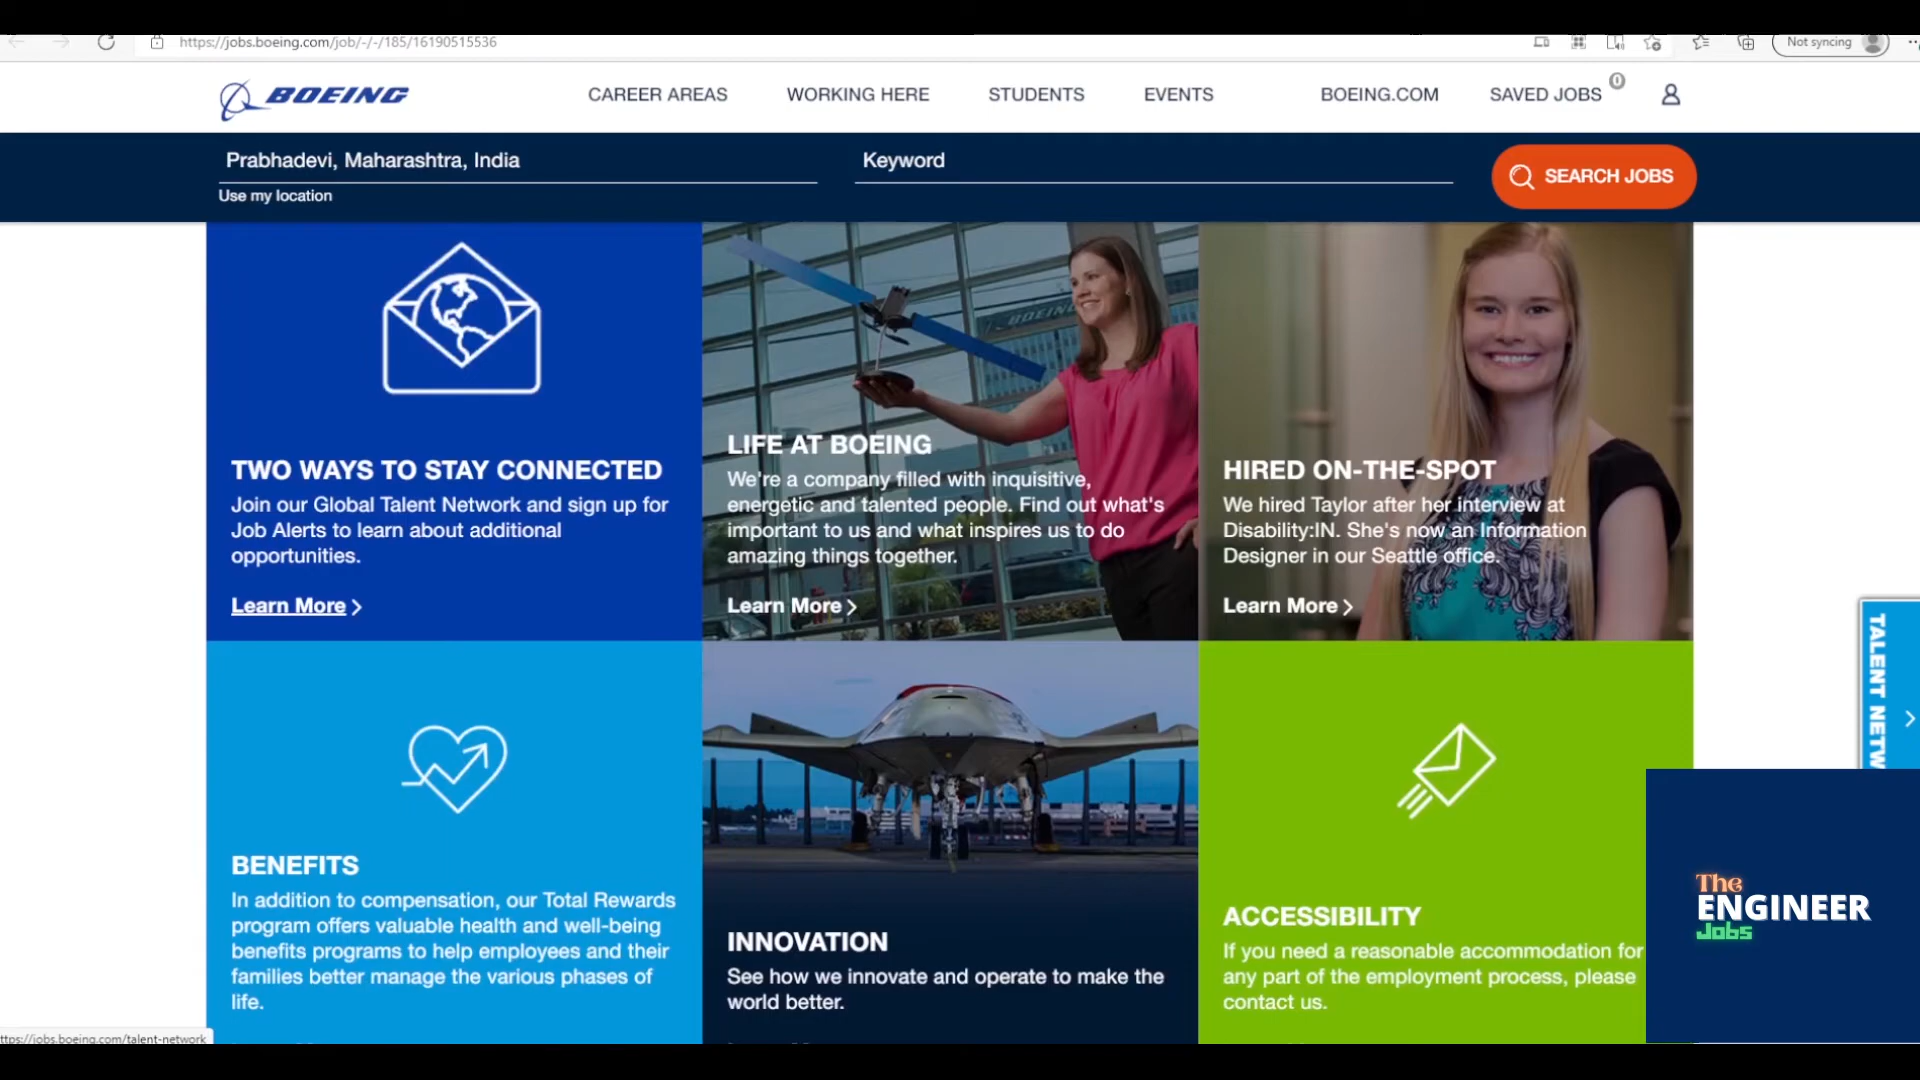 https://jobs.boeing.com/job/-/-/185/16190515536
Not syncing
BOEING
CAREER AREAS
WORKING HERE
STUDENTS
EVENTS
BOEING.COM
SAVED JOBS
0
Prabhadevi, Maharashtra, India
Keyword
SEARCH JOBS
Use my location
TWO WAYS TO STAY CONNECTED
Join our Global Talent Network and sign up for
Job Alerts to learn about additional
opportunities.
Learn More
BOEING
LIFE AT BOEING
We're a company filled with inquisitive,
energetic and talented people. Find out what's
important to us and what inspires us to do
amazing things together.
Learn More
HIRED ON-THE-SPOT
We hired Taylor after her interview at
Disability:IN. She's now an Information
Designer in our Seattle office.
Learn More
TALENT NETW
BENEFITS
In addition to compensation, our Total Rewards
program offers valuable health and well-being
benefits programs to help employees and their
families better manage the various phases of
life.
INNOVATION
See how we innovate and operate to make the
world better.
ACCESSIBILITY
If you need a reasonable accommodation for
any part of the employment process, please
contact us.
The
ENGINEER
Jobs
ttps://jobs.boeing.com/talent-network